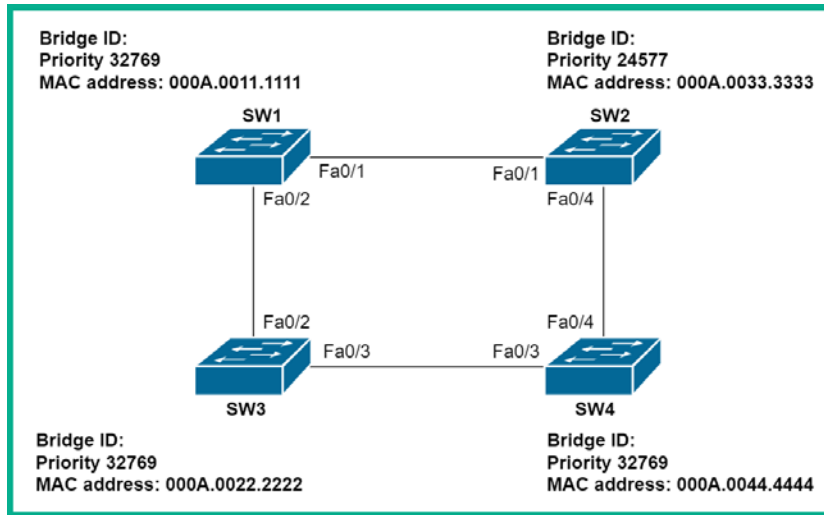 Bridge ID:
Priority 32769
MAC address: 000A.0011.1111
Bridge ID:
Priority 24577
MAC address: 000A.0033.3333
SW1
SW2
Fa0/1
Fa0/1
Fa0/2
Fa0/4
Fa0/2
Fa0/4
Fa0/3
Fa0/3
SW3
SW4
Bridge ID:
Priority 32769
MAC address: 000A.0022.2222
Bridge ID:
Priority 32769
MAC address: 000A.0044.4444